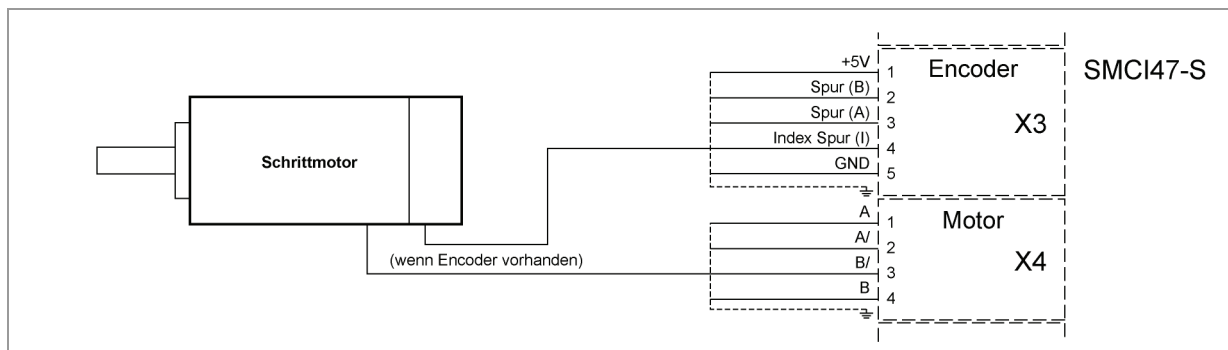 Schrittmotor
(wenn Encoder vorhanden)
SMCI47-S
Encoder
X3
+5V 1
Spur (B) 2
Spur (A) 3
Index Spur (I) 4
GND 5
Motor
X4
A 1
A/ 2
B/ 3
B 4